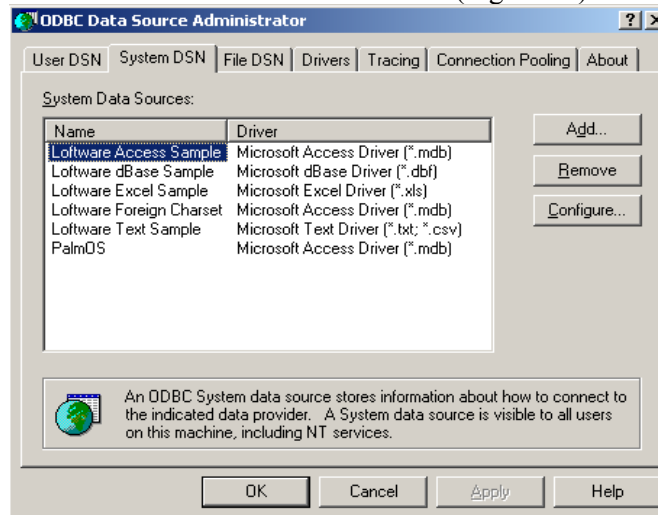 ODBC Data Source Administrator
User DSN System DSN File DSN Drivers Tracing Connection Pooling About
System Data Sources:
Name Driver
Loftware Access Sample Microsoft Access Driver (*.mdb)
Loftware dBase Sample Microsoft dBase Driver (*.dbf)
Loftware Excel Sample Microsoft Excel Driver (*.xls)
Loftware Foreign Charset Microsoft Access Driver (*.mdb)
Loftware Text Sample Microsoft Text Driver (*.txt; *.csv)
PalmOS Microsoft Access Driver (*.mdb)
Add...
Remove
Configure...
An ODBC System data source stores information about how to connect to
the indicated data provider. A System data source is visible to all users
on this machine, including NT services.
OK Cancel Apply Help